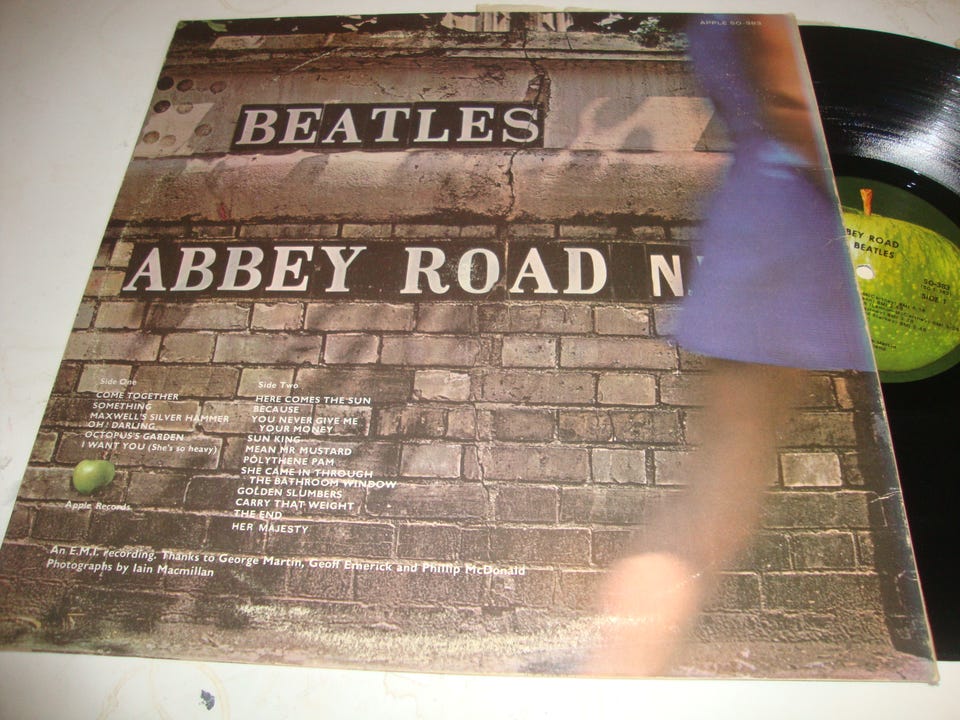 APPLE SO-383
BEATLES
ABBEY ROAD N
Side One
COME TOGETHER
SOMETHING
MAXWELL'S SILVER HAMMER
OH! DARLING
OCTOPUS'S GARDEN
I WANT YOU (She's so heavy)
Side Two
HERE COMES THE SUN
BECAUSE
YOU NEVER GIVE ME
YOUR MONEY
SUN KING
MEAN MR MUSTARD
POLYTHENE PAM
SHE CAME IN THROUGH
THE BATHROOM WINDOW
GOLDEN SLUMBERS
CARRY THAT WEIGHT
THE END
HER MAJESTY
Apple Records
An E.M.I. recording. Thanks to George Martin, Geoff Emerick and Phillip McDonald
Photographs by Iain Macmillan
BEY ROAD
BEATLES
SO-383
SIDE 1